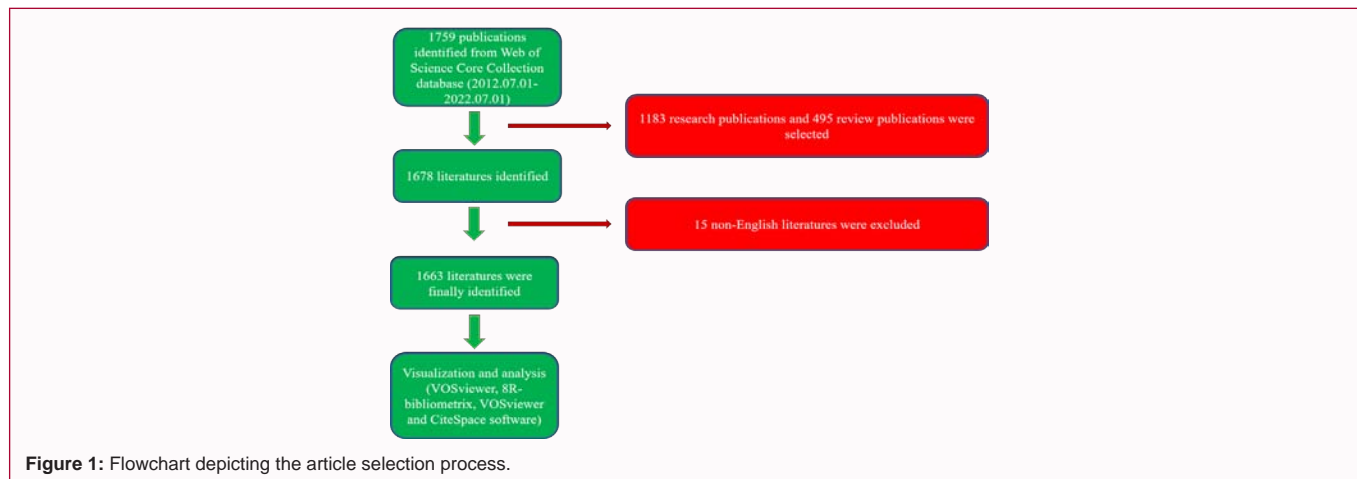 1759 publications
identified from Web of
Science Core Collection
database (2012.07.01-
2022.07.01)
1183 research publications and 495 review publications were
selected
1678 literatures identified
15 non-English literatures were excluded
1663 literatures were
finally identified
Visualization and analysis
(VOSviewer, 8R-
bibliometrix, VOSviewer
and CiteSpace software)
Figure 1: Flowchart depicting the article selection process.